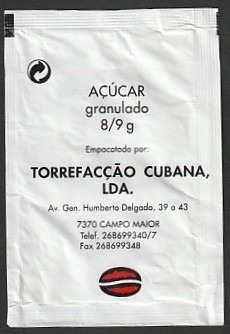 AÇÚCAR
granulado
8/9 g
Empacotado por:
TORREFACÇÃO CUBANA,
LDA.
Av. Gen. Humberto Delgado, 39 a 43
7370 CAMPO MAIOR
Telef. 268699340/7
Fax 268699348